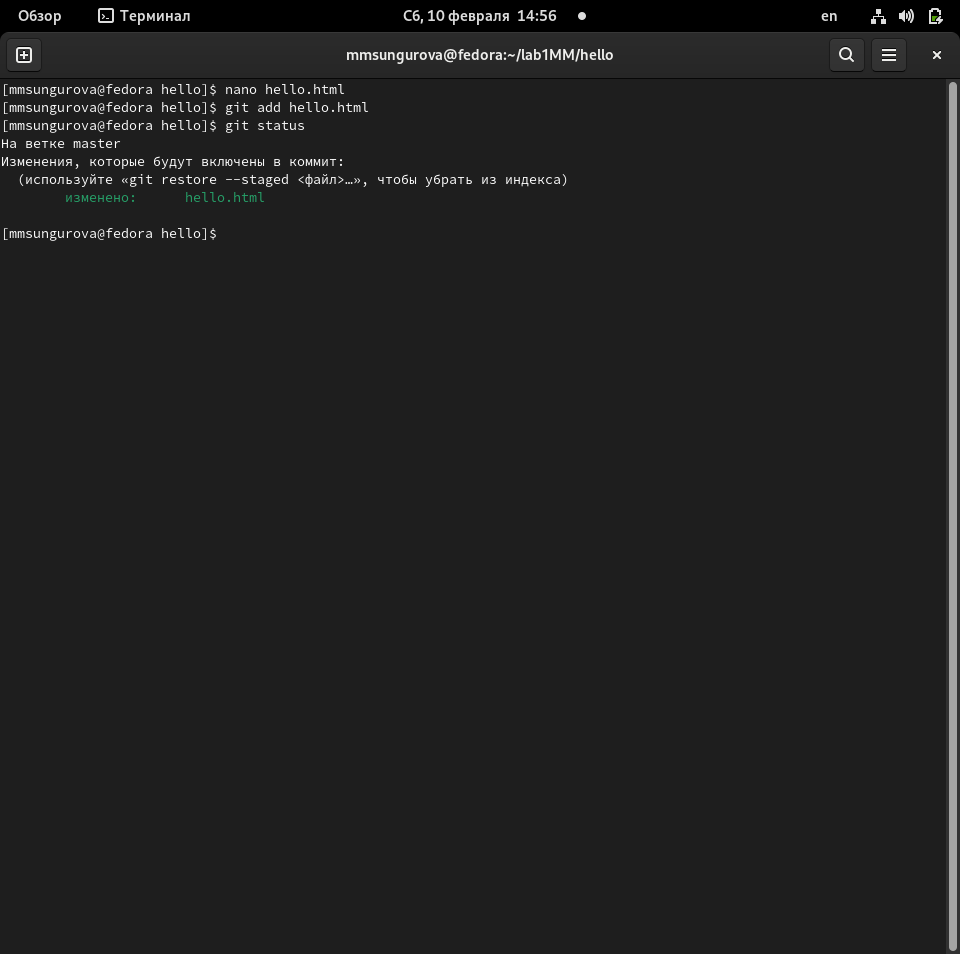 Обзор Терминал Сб, 10 февраля 14:56 en
mmsungurova@fedora:~/lab1MM/hello
[mmsungurova@fedora hello]$ nano hello.html
[mmsungurova@fedora hello]$ git add hello.html
[mmsungurova@fedora hello]$ git status
На ветке master
Изменения, которые будут включены в коммит:
  (используйте «git restore --staged <файл>…», чтобы убрать из индекса)
        изменено:      hello.html
[mmsungurova@fedora hello]$